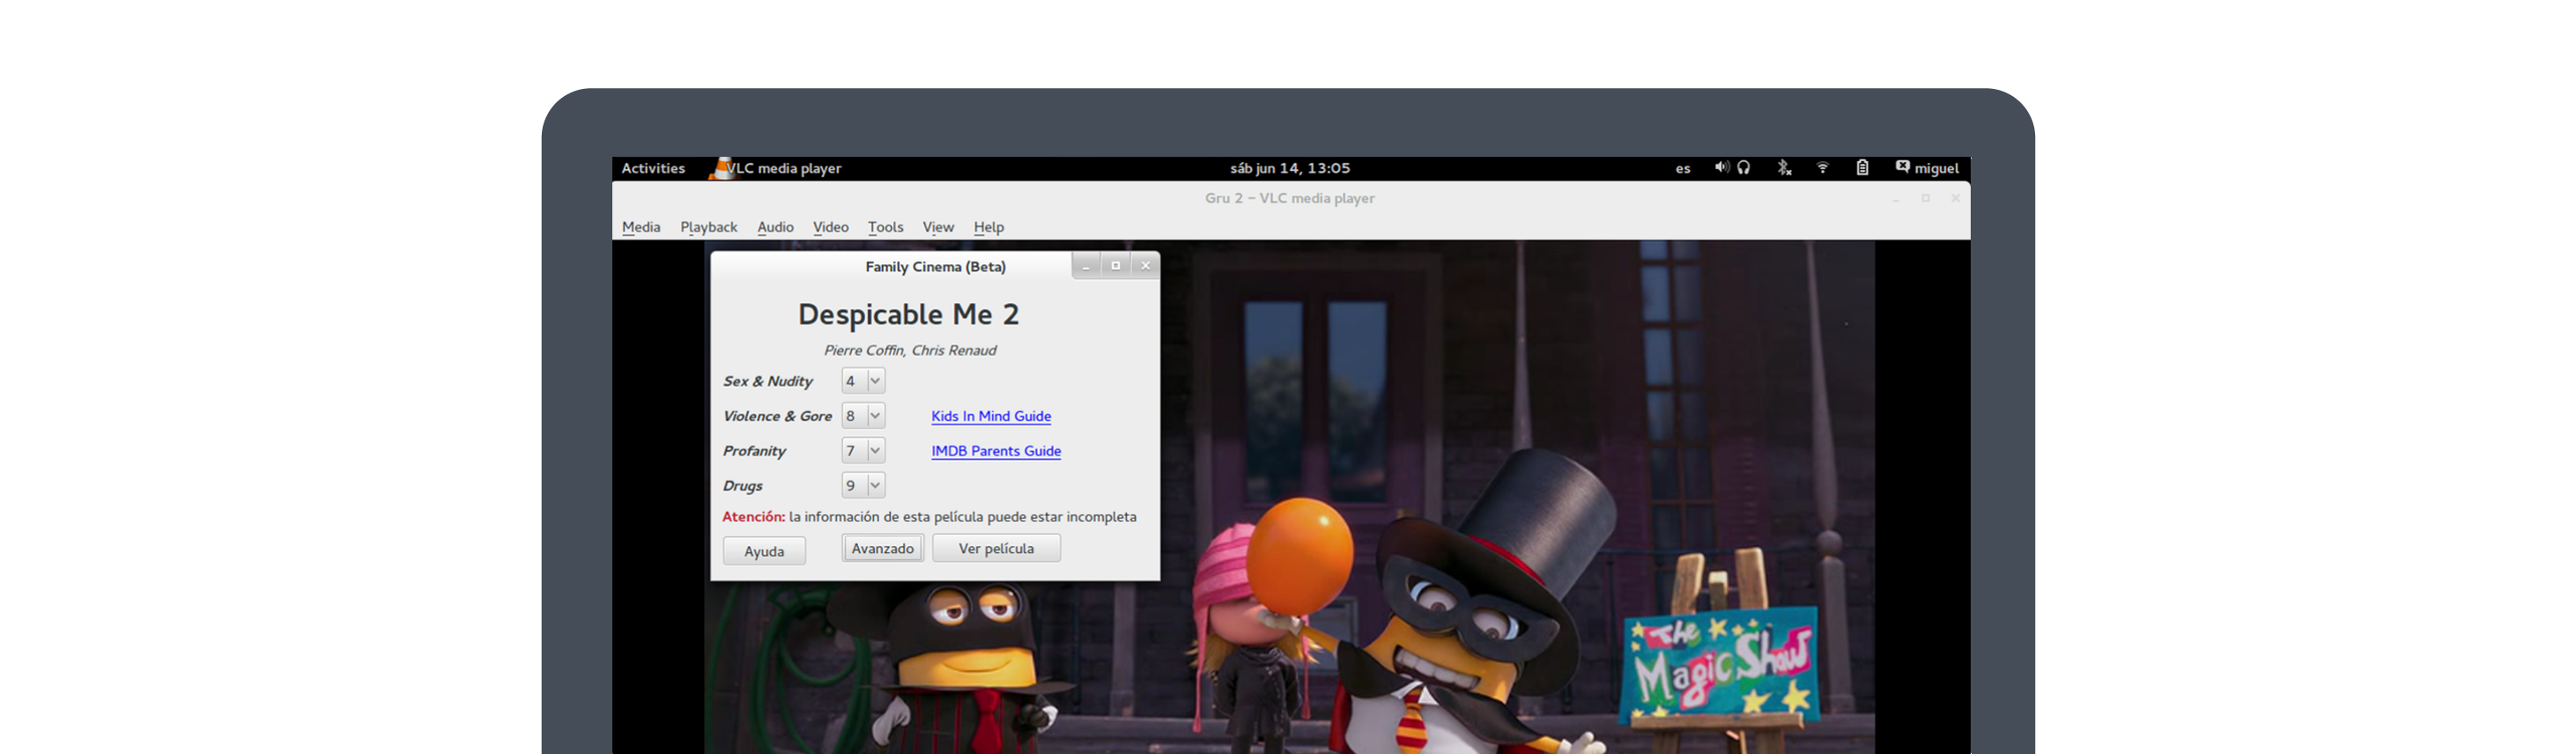 Activities VLC media player sáb jun 14, 13:05 es miguel
Gru 2 – VLC media player
Media Playback Audio Video Tools View Help
Family Cinema (Beta)
Despicable Me 2
Pierre Coffin, Chris Renaud
Sex & Nudity 4
Violence & Gore 8 Kids In Mind Guide
Profanity 7 IMDB Parents Guide
Drugs 9
Atención: la información de esta película puede estar incompleta
Ayuda Avanzado Ver película
The
Magic Show